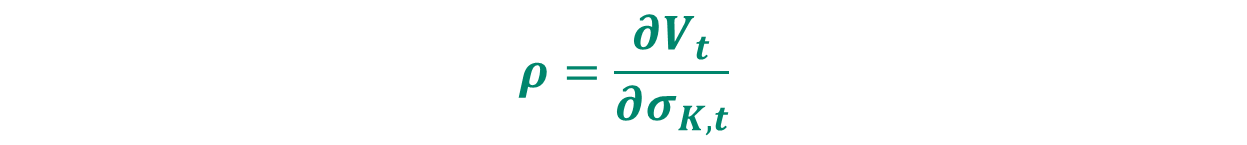 ρ = ∂V_t / ∂σ_{K,t}